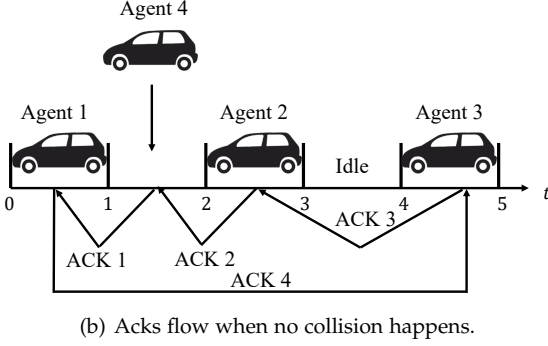 Agent 4
Agent 1
Agent 2
Agent 3
Idle
0 1 2 3 4 5 t
ACK 1
ACK 2
ACK 3
ACK 4
(b) Acks flow when no collision happens.